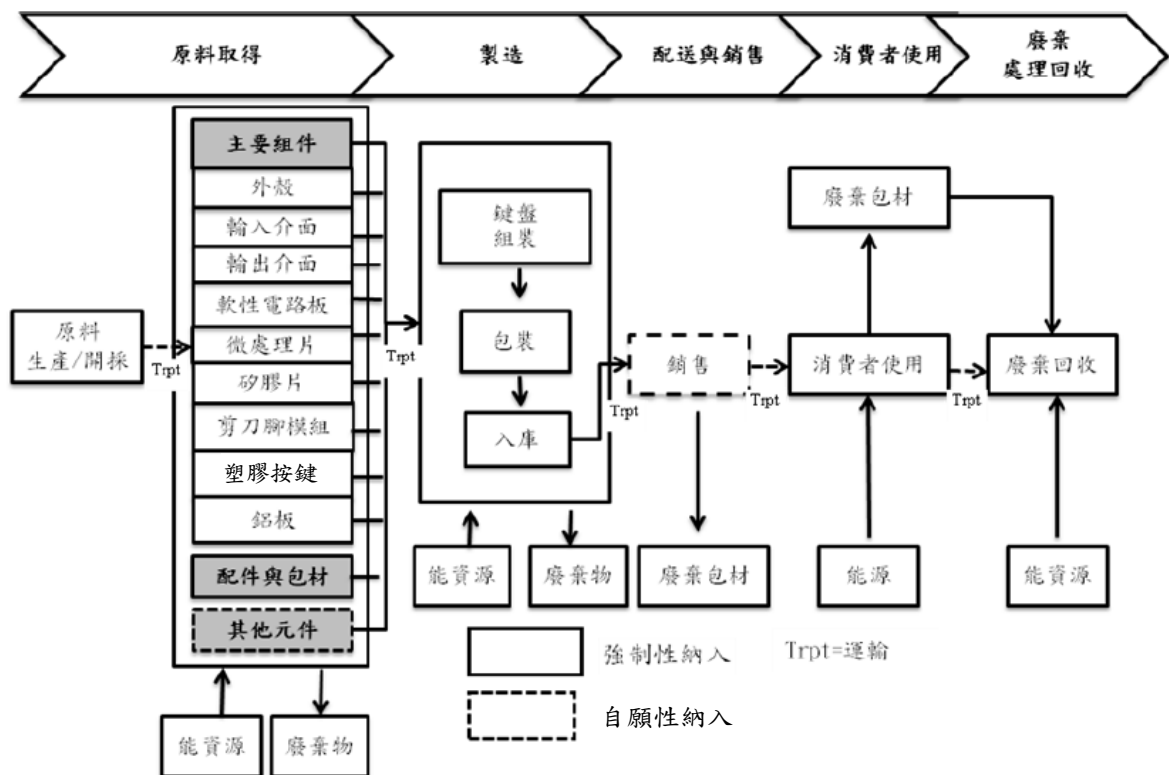 原料取得
製造
配送與銷售
消費者使用
廢棄
處理回收
主要組件
外殼
輸入介面
輸出介面
軟性電路板
微處理片
矽膠片
剪刀腳模組
塑膠按鍵
鋁板
配件與包材
其他元件
原料
生產/開採
Trpt
Trpt
能資源
廢棄物
鍵盤
組裝
包裝
入庫
能資源
廢棄物
Trpt
銷售
廢棄包材
Trpt
廢棄包材
消費者使用
能源
Trpt
廢棄回收
能資源
強制性納入
Trpt=運輸
自願性納入